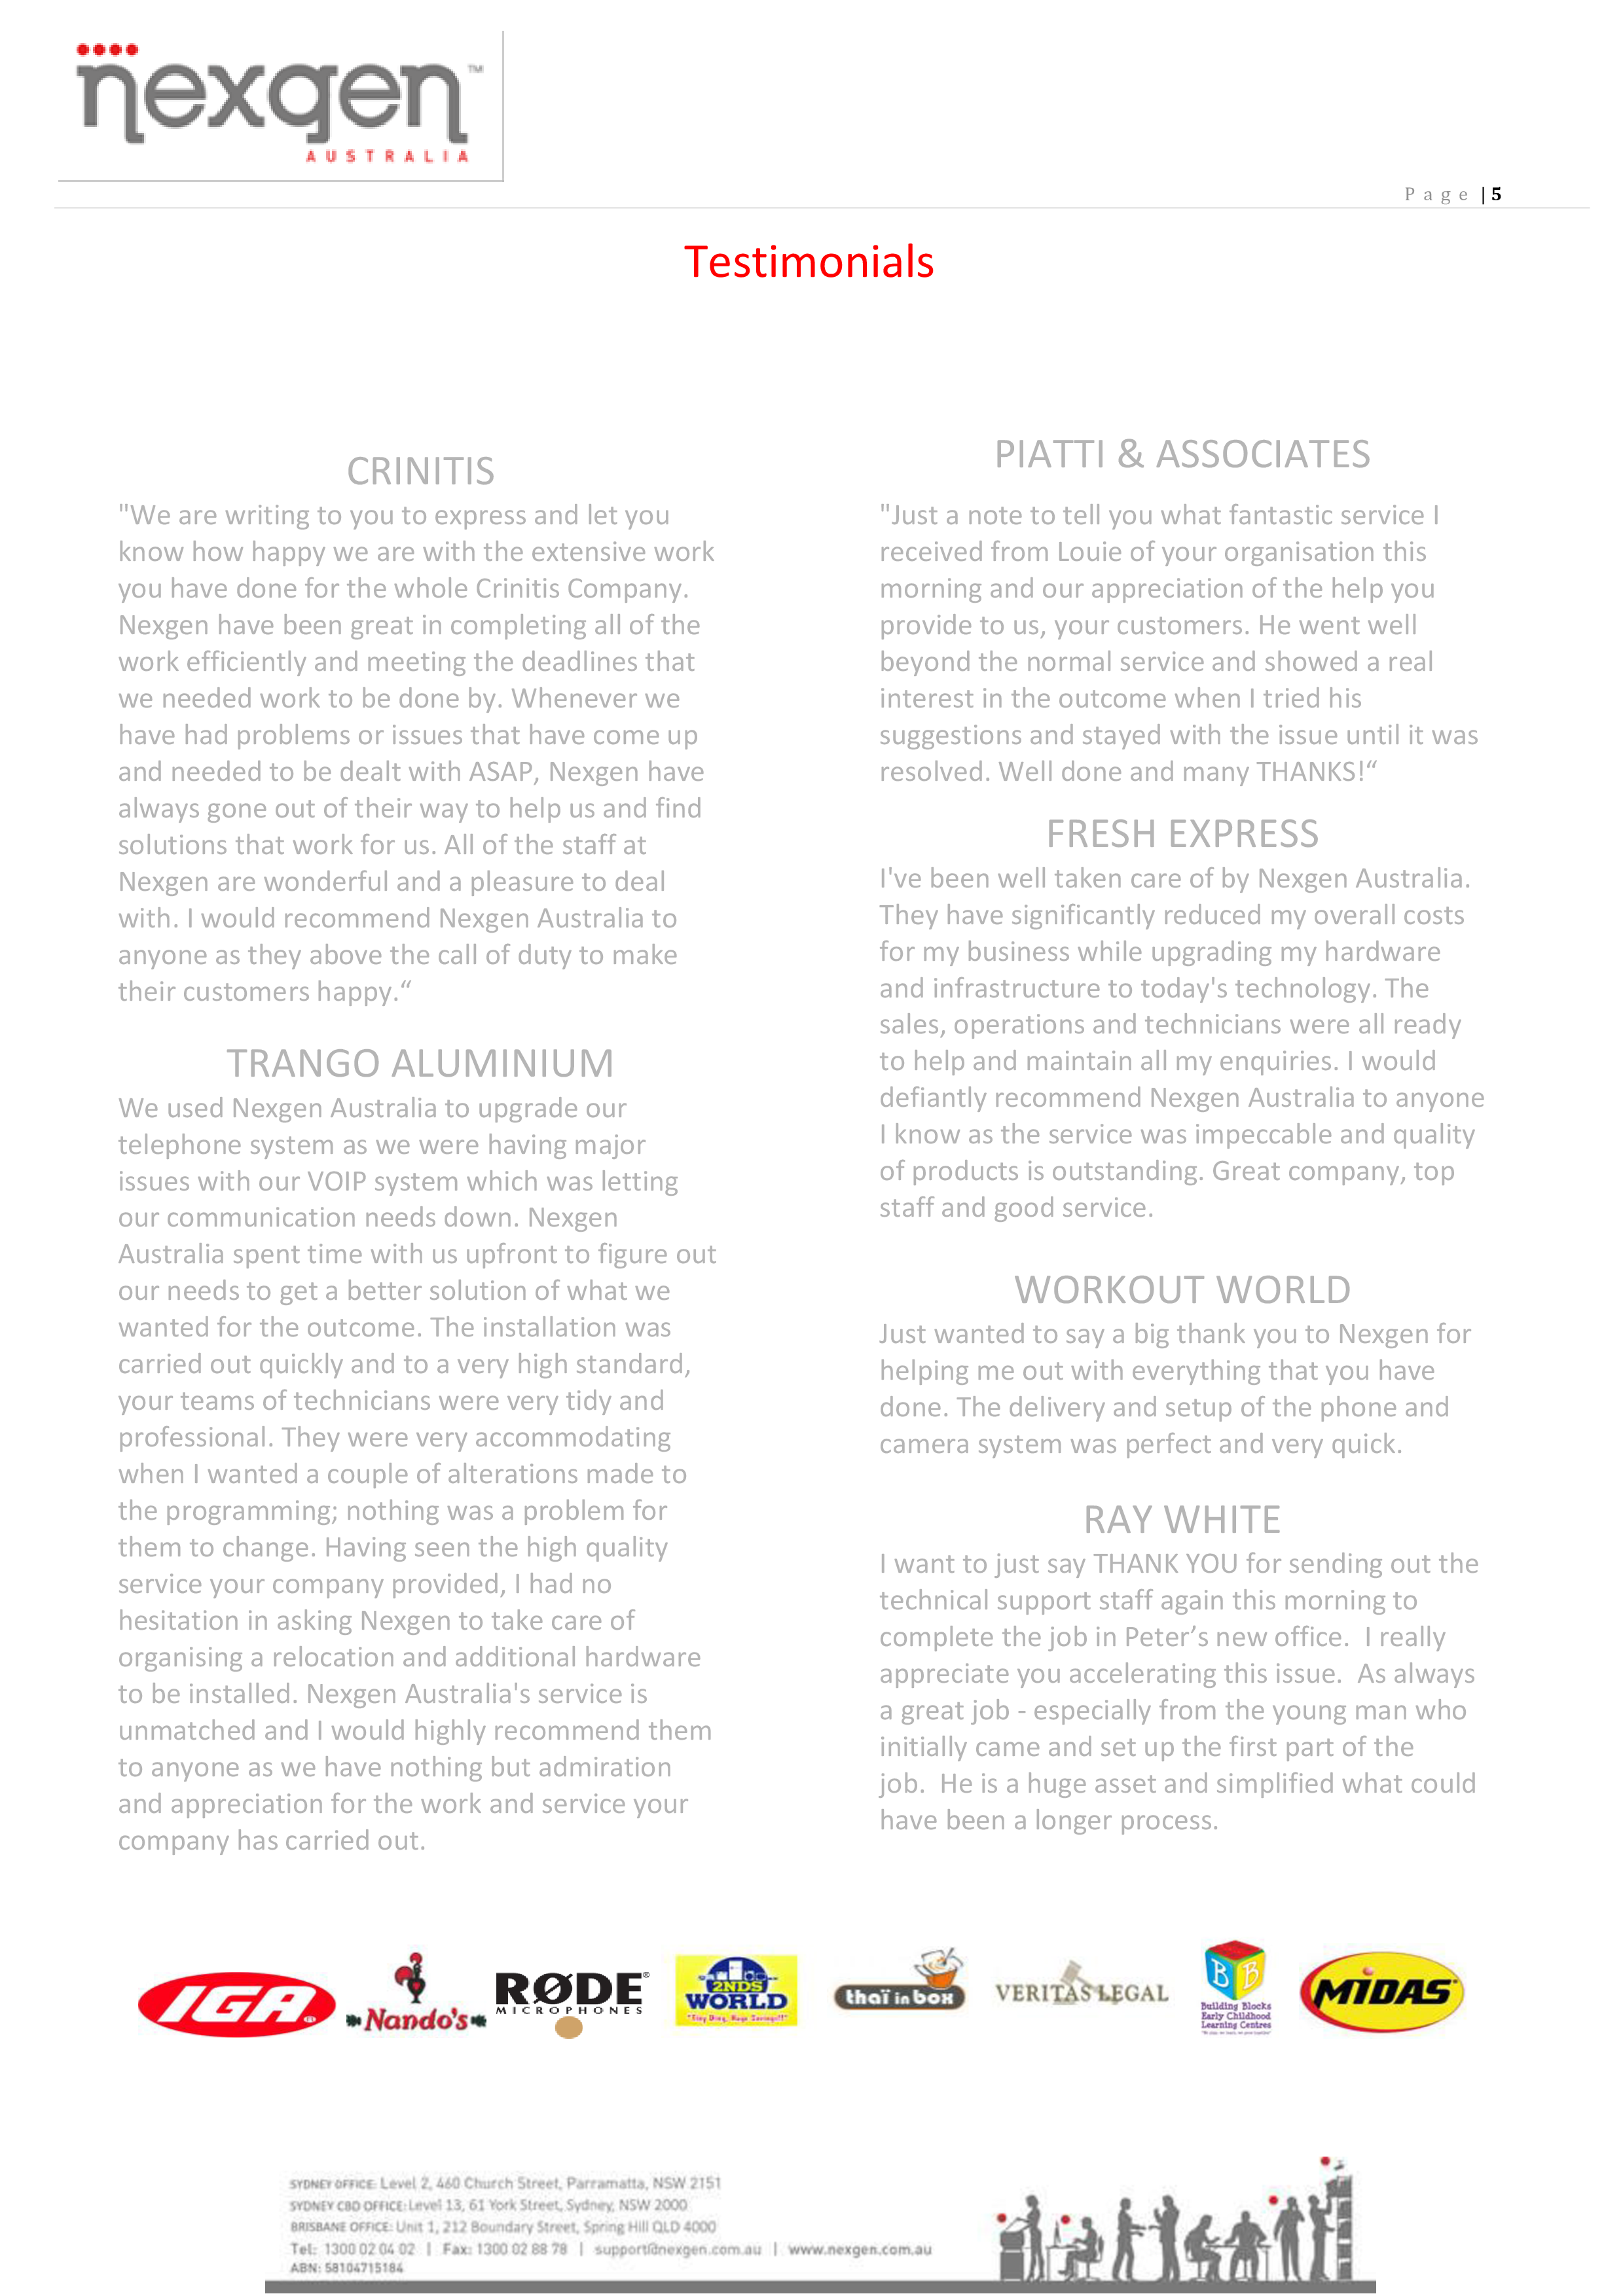 nexgen™
AUSTRALIA
Page | 5
Testimonials
CRINITIS
"We are writing to you to express and let you
know how happy we are with the extensive work
you have done for the whole Crinitis Company.
Nexgen have been great in completing all of the
work efficiently and meeting the deadlines that
we needed work to be done by. Whenever we
have had problems or issues that have come up
and needed to be dealt with ASAP, Nexgen have
always gone out of their way to help us and find
solutions that work for us. All of the staff at
Nexgen are wonderful and a pleasure to deal
with. I would recommend Nexgen Australia to
anyone as they above the call of duty to make
their customers happy.“
TRANGO ALUMINIUM
We used Nexgen Australia to upgrade our
telephone system as we were having major
issues with our VOIP system which was letting
our communication needs down. Nexgen
Australia spent time with us upfront to figure out
our needs to get a better solution of what we
wanted for the outcome. The installation was
carried out quickly and to a very high standard,
your teams of technicians were very tidy and
professional. They were very accommodating
when I wanted a couple of alterations made to
the programming; nothing was a problem for
them to change. Having seen the high quality
service your company provided, I had no
hesitation in asking Nexgen to take care of
organising a relocation and additional hardware
to be installed. Nexgen Australia's service is
unmatched and I would highly recommend them
to anyone as we have nothing but admiration
and appreciation for the work and service your
company has carried out.
PIATTI & ASSOCIATES
"Just a note to tell you what fantastic service I
received from Louie of your organisation this
morning and our appreciation of the help you
provide to us, your customers. He went well
beyond the normal service and showed a real
interest in the outcome when I tried his
suggestions and stayed with the issue until it was
resolved. Well done and many THANKS!“
FRESH EXPRESS
I've been well taken care of by Nexgen Australia.
They have significantly reduced my overall costs
for my business while upgrading my hardware
and infrastructure to today's technology. The
sales, operations and technicians were all ready
to help and maintain all my enquiries. I would
defiantly recommend Nexgen Australia to anyone
I know as the service was impeccable and quality
of products is outstanding. Great company, top
staff and good service.
WORKOUT WORLD
Just wanted to say a big thank you to Nexgen for
helping me out with everything that you have
done. The delivery and setup of the phone and
camera system was perfect and very quick.
RAY WHITE
I want to just say THANK YOU for sending out the
technical support staff again this morning to
complete the job in Peter’s new office.  I really
appreciate you accelerating this issue.  As always
a great job - especially from the young man who
initially came and set up the first part of the
job.  He is a huge asset and simplified what could
have been a longer process.
IGA
Nando's
RØDE®
MICROPHONES
2NDS
WORLD
thai in box
VERITAS LEGAL
B B
Building Blocks
Early Childhood
Learning Centres
MIDAS
SYDNEY OFFICE: Level 2, 460 Church Street, Parramatta, NSW 2151
SYDNEY CBD OFFICE: Level 13, 61 York Street, Sydney, NSW 2000
BRISBANE OFFICE: Unit 1, 212 Boundary Street, Spring Hill QLD 4000
Tel: 1300 02 04 02 | Fax: 1300 02 88 78 | support@nexgen.com.au | www.nexgen.com.au
ABN: 58104715184